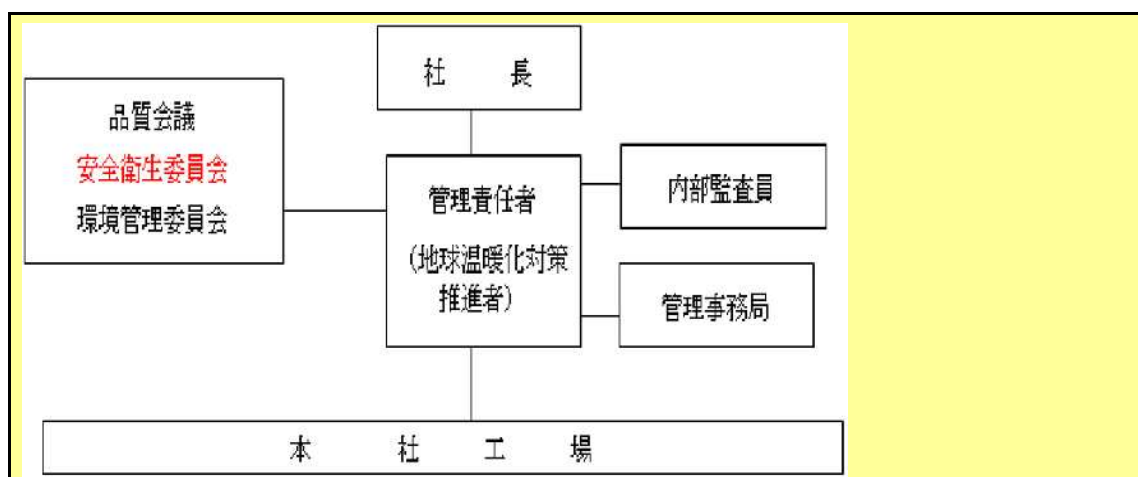 社長
品質会議
安全衛生委員会
環境管理委員会
管理責任者
(地球温暖化対策
推進者)
内部監査員
管理事務局
本社工場